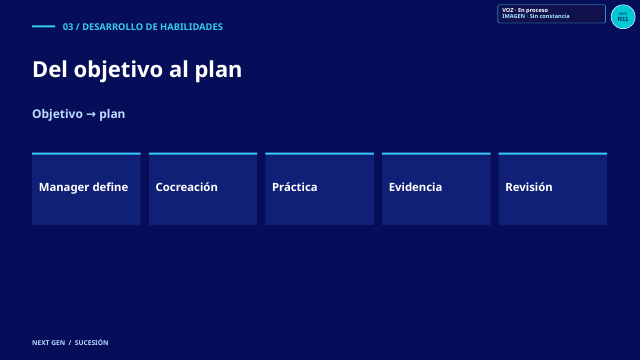 03 / DESARROLLO DE HABILIDADES
VOZ · En proceso
IMAGEN · Sin constancia
R11
Del objetivo al plan
Objetivo → plan
Manager define
Cocreación
Práctica
Evidencia
Revisión
NEXT GEN / SUCESIÓN